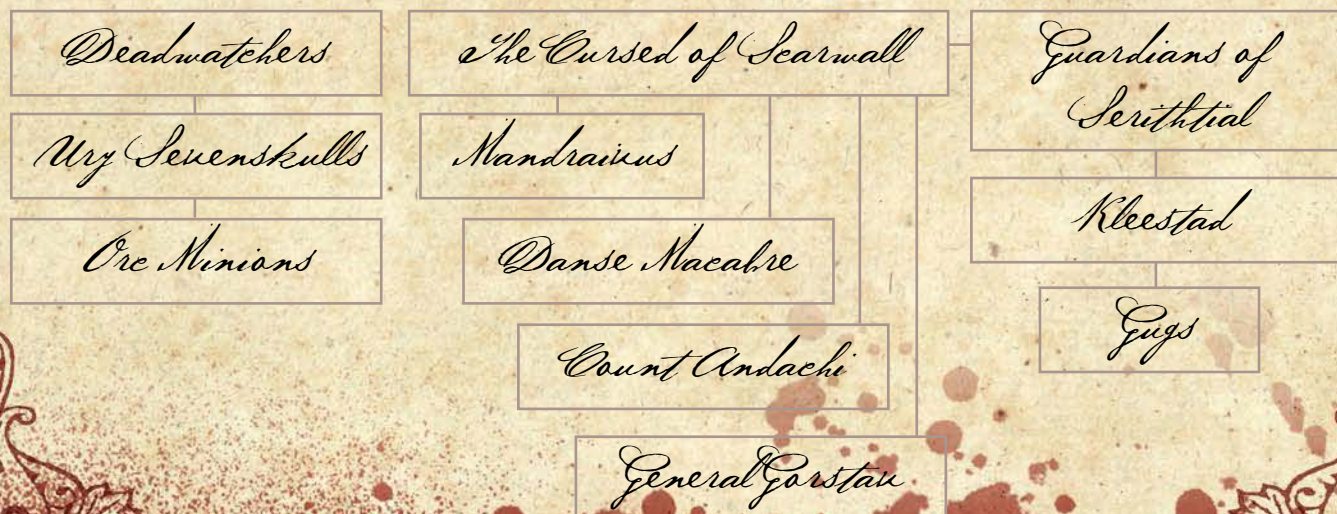 Deadwatchers
Ury Sevenskulls
Orc Minions
The Cursed of Scarwall
Mandraivus
Danse Macabre
Count Andachi
General Gorstav
Guardians of
Serithtial
Kleestad
Gugs